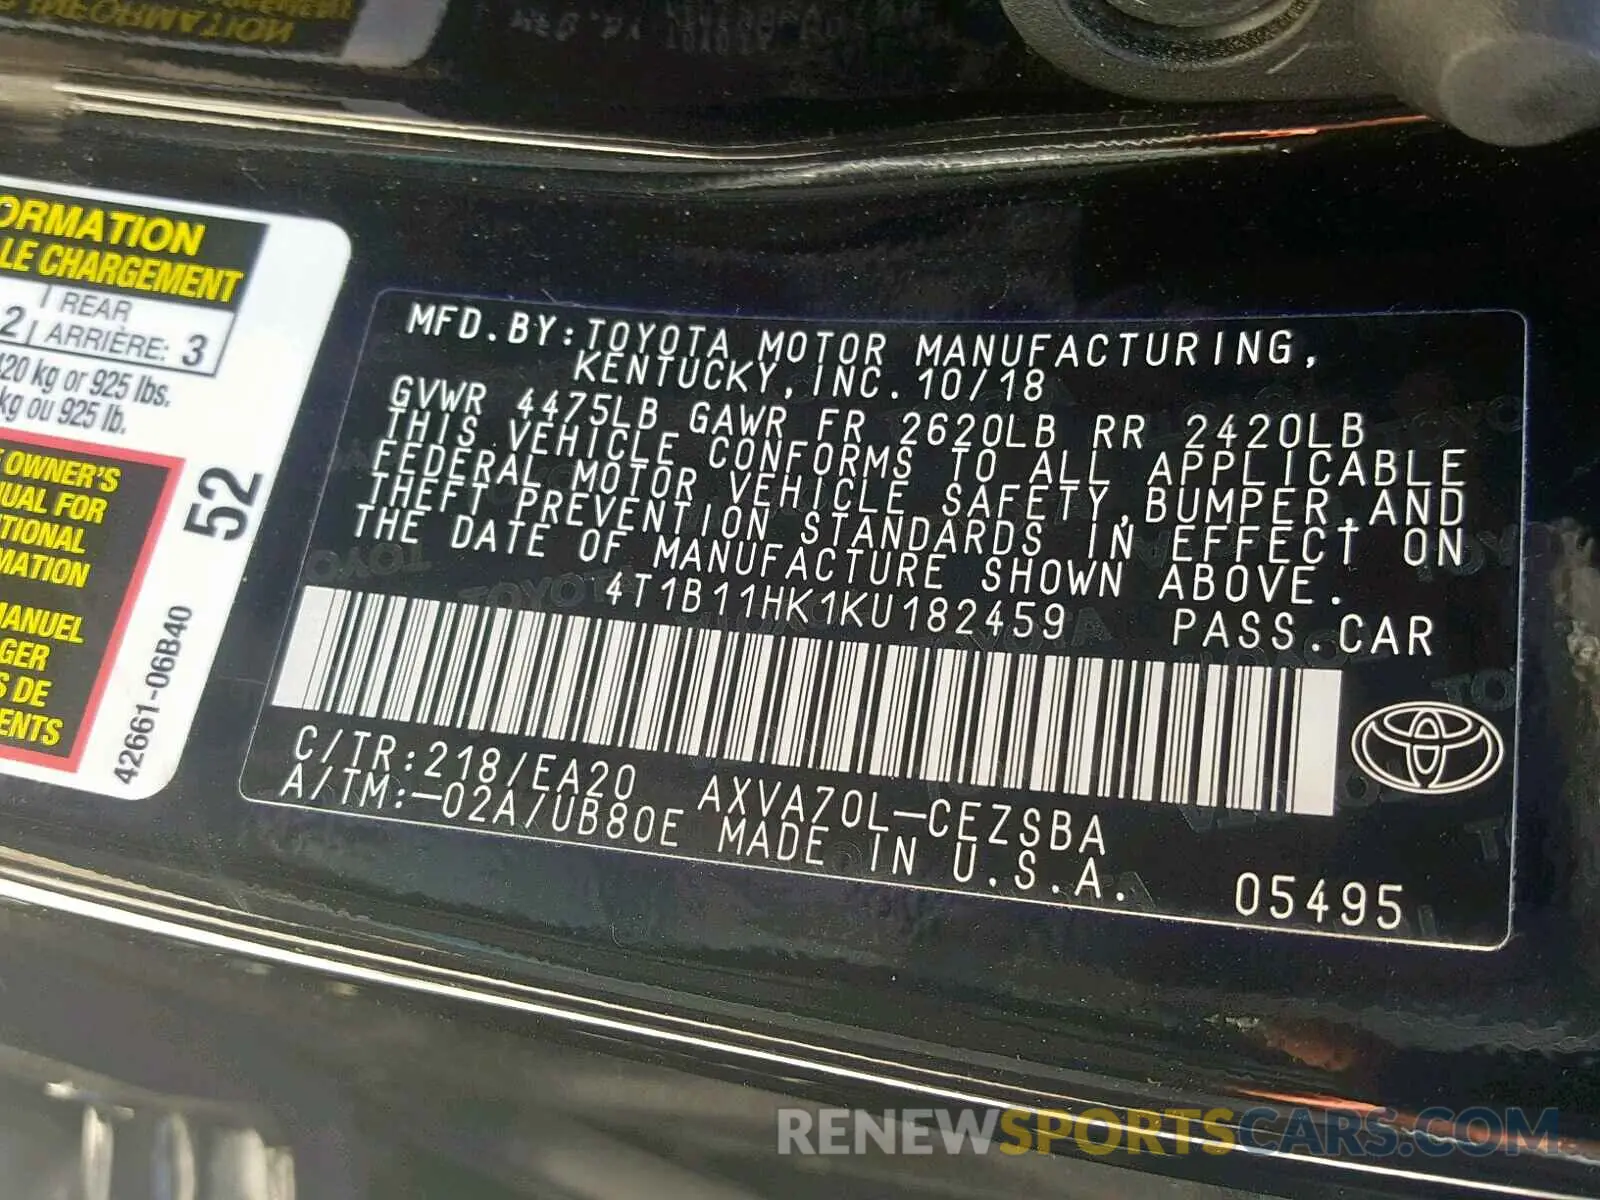 ORMATION
LE CHARGEMENT
2 | REAR
ARRIÈRE: 3
420 kg or 925 lbs.
kg ou 925 lb.
OWNER'S
UAL FOR
TIONAL
MATION
MANUEL
GER
S DE
ENTS
52
42661-06B40
MFD.BY:TOYOTA MOTOR MANUFACTURING,
KENTUCKY,INC.10/18
GVWR 4475LB GAWR FR 2620LB RR 2420LB
THIS VEHICLE CONFORMS TO ALL APPLICABLE
FEDERAL MOTOR VEHICLE SAFETY,BUMPER,AND
THEFT PREVENTION STANDARDS IN EFFECT ON
THE DATE OF MANUFACTURE SHOWN ABOVE.
4T1B11HK1KU182459 PASS.CAR
C/TR:218/EA20 AXVA70L-CEZSBA
A/TM:-02A/UB80E MADE IN U.S.A.
05495
RENEWSPORTSCARS.COM